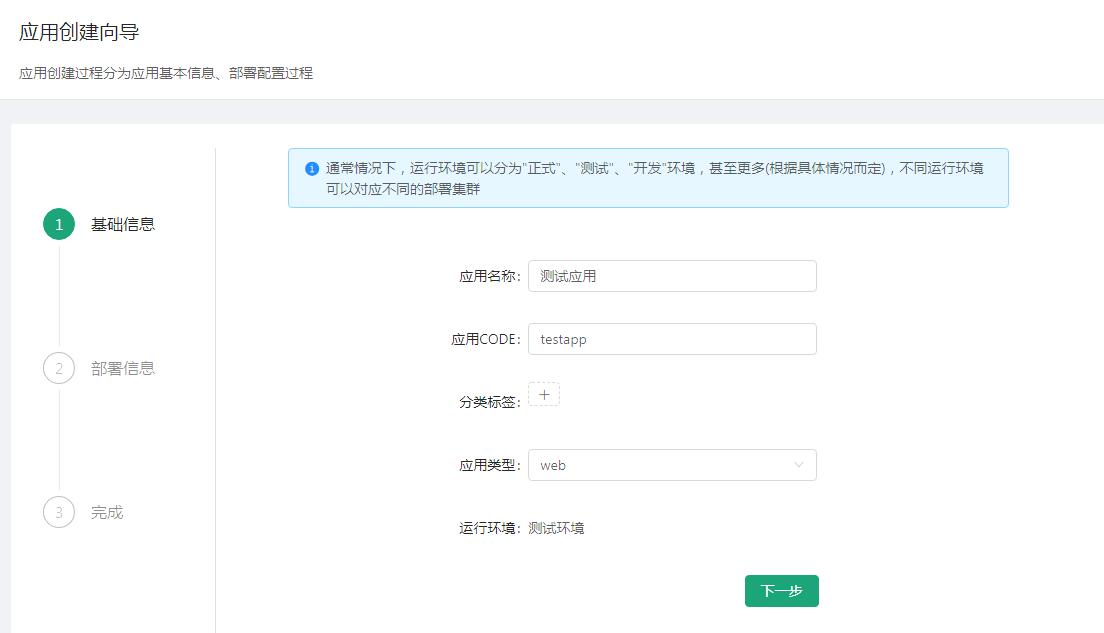 应用创建向导
应用创建过程分为应用基本信息、部署配置过程
通常情况下，运行环境可以分为"正式"、"测试"、"开发"环境，甚至更多(根据具体情况而定)，不同运行环境
可以对应不同的部署集群
1 基础信息
2 部署信息
3 完成
应用名称: 测试应用
应用CODE: testapp
分类标签: +
应用类型: web
运行环境: 测试环境
下一步